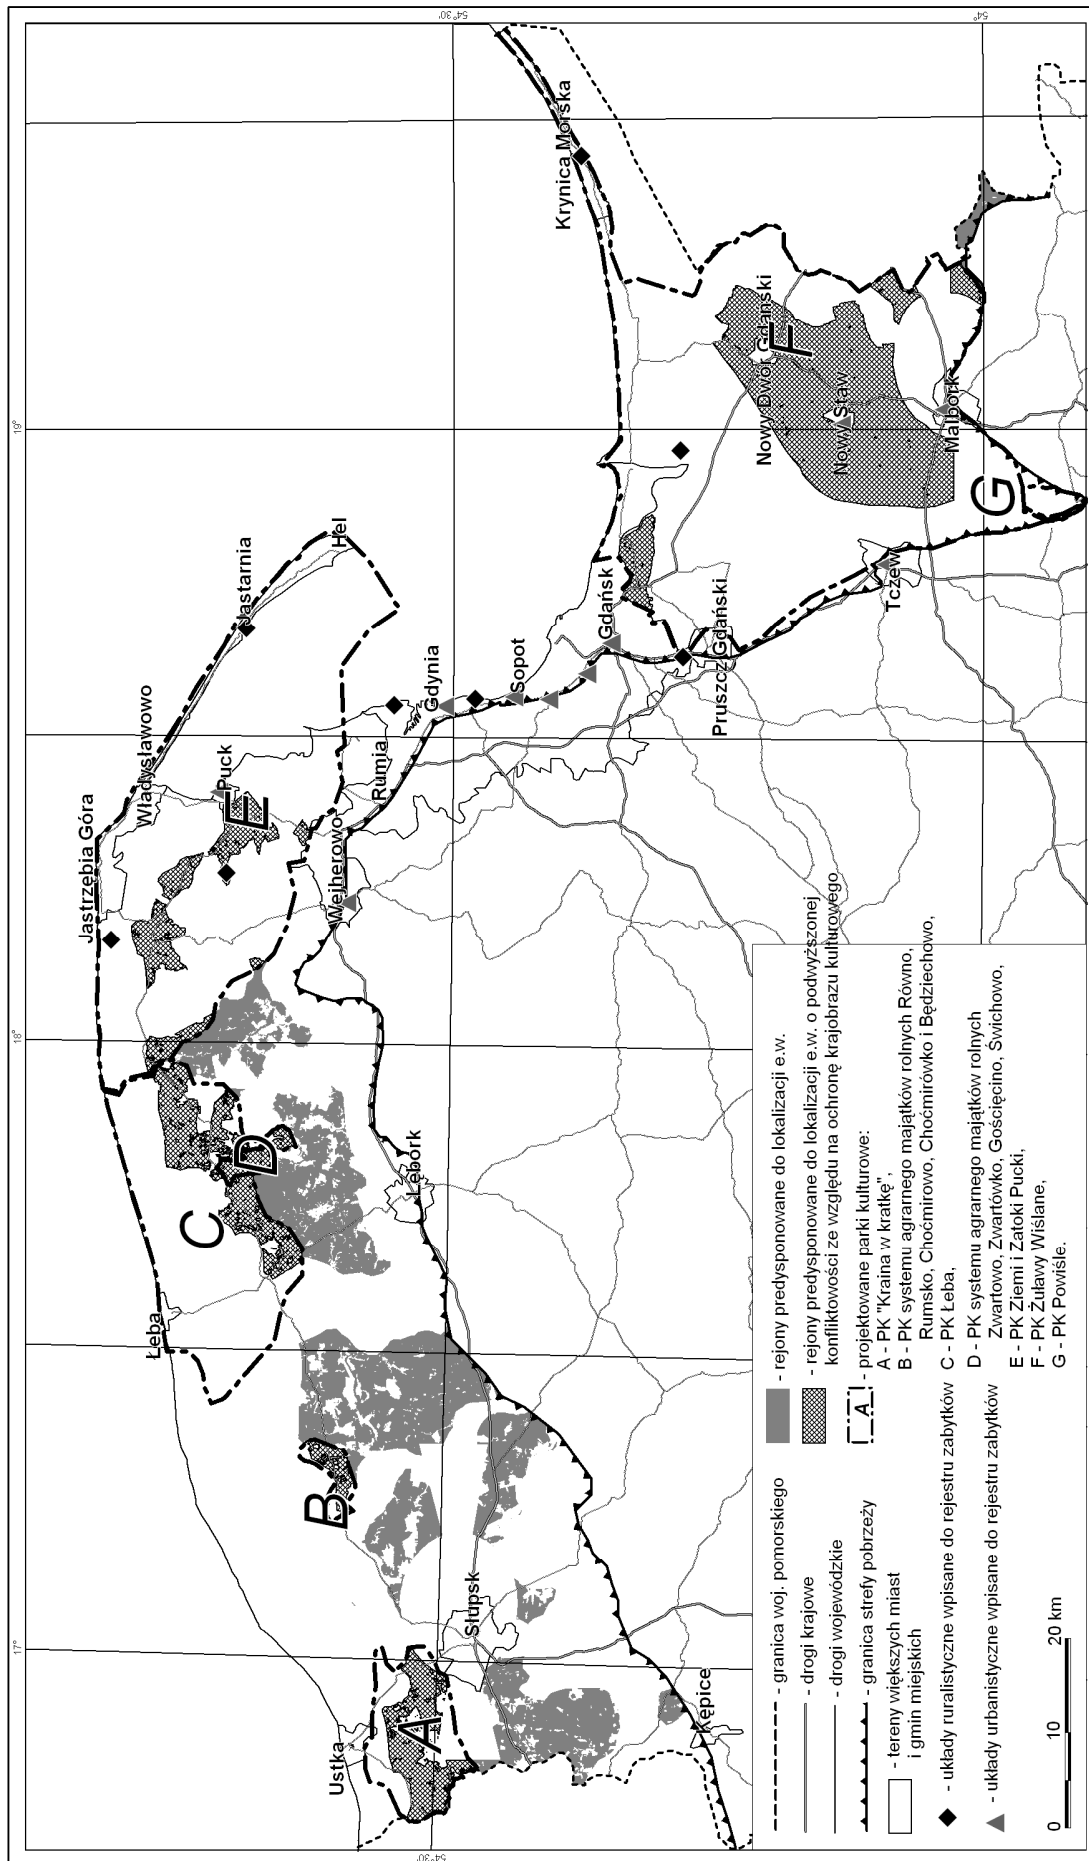 17°
18°
19°
54°30'
54°30'
54°
Ustka
Słupsk
Kępice
Łeba
Lębork
Jastrzębia Góra
Władysławowo
Puck
Jastarnia
Hel
Wejherowo
Rumia
Gdynia
Sopot
Gdańsk
Pruszcz Gdański
Tczew
Krynica Morska
Nowy Dwór Gdański
Nowy Staw
Malbork
A
B
C
D
E
F
G
- granica woj. pomorskiego
- drogi krajowe
- drogi wojewódzkie
- granica strefy pobrzeży
- tereny większych miast
i gmin miejskich
- układy ruralistyczne wpisane do rejestru zabytków
- układy urbanistyczne wpisane do rejestru zabytków
0 10 20 km
- rejony predysponowane do lokalizacji e.w.
- rejony predysponowane do lokalizacji e.w. o podwyższonej
konfliktowości ze względu na ochronę krajobrazu kulturowego
A - projektowane parki kulturowe:
A - PK "Kraina w kratkę",
B - PK systemu agrarnego majątków rolnych Równo,
Rumsko, Choćmirowo, Choćmirówko i Będziechowo,
C - PK Łeba,
D - PK systemu agrarnego majątków rolnych
Zwartowo, Zwartówko, Gościęcino, Świchowo,
E - PK Ziemi i Zatoki Pucki,
F - PK Żuławy Wiślane,
G - PK Powiśle.